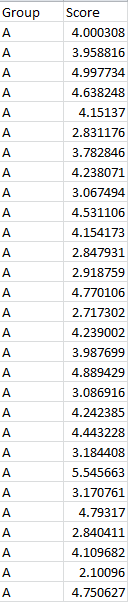 Group Score
A 4.000308
A 3.958816
A 4.997734
A 4.638248
A 4.15137
A 2.831176
A 3.782846
A 4.238071
A 3.067494
A 4.531106
A 4.154173
A 2.847931
A 2.918759
A 4.770106
A 2.717302
A 4.239002
A 3.987699
A 4.889429
A 3.086916
A 4.242385
A 4.443228
A 3.184408
A 5.545663
A 3.170761
A 4.79317
A 2.840411
A 4.109682
A 2.10096
A 4.750627